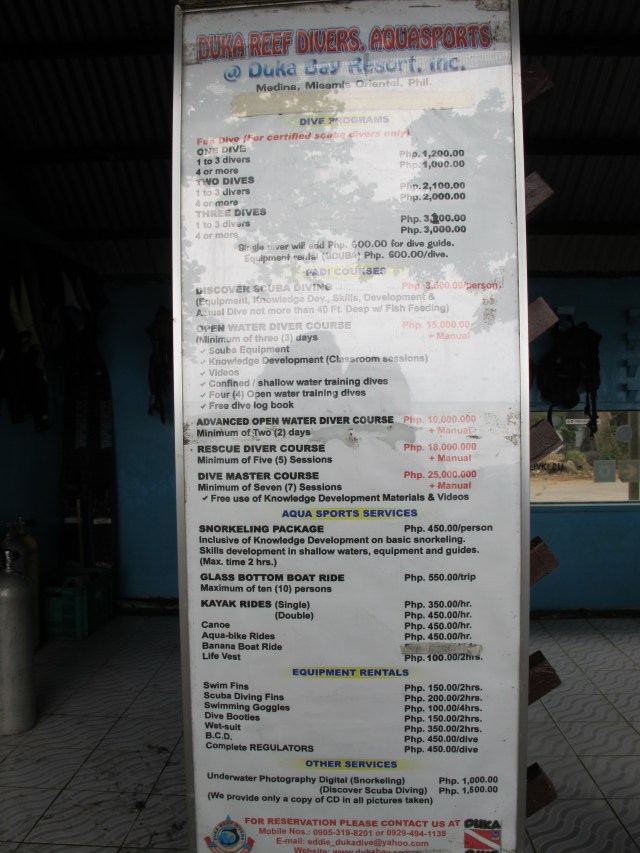 DUKA REEF DIVERS, AQUASPORTS
@ Duka Bay Resort, Inc.
Medina, Misamis Oriental, Phil.
DIVE PROGRAMS
Fun Dive (For certified scuba divers only)
ONE DIVE
1 to 3 divers Php. 1,200.00
4 or more Php. 1,000.00
TWO DIVES
1 to 3 divers Php. 2,100.00
4 or more Php. 2,000.00
THREE DIVES
1 to 3 divers Php. 3,200.00
4 or more Php. 3,000.00
*Single diver will add Php. 600.00 for dive guide.
Equipment rental (SCUBA) Php. 600.00/dive.
PADI COURSES
DISCOVER SCUBA DIVING Php. 3,500.00/person
(Equipment, Knowledge Dev., Skills, Development &
Actual Dive not more than 40 Ft. Deep w/ Fish Feeding)
OPEN WATER DIVER COURSE Php. 15,000.00
(Minimum of three (3) days + Manual
✓ Scuba Equipment
✓ Knowledge Development (Classroom sessions)
✓ Videos
✓ Confined / shallow water training dives
✓ Four (4) Open water training dives
✓ Free dive log book
ADVANCED OPEN WATER DIVER COURSE Php. 10,000.000
Minimum of Two (2) days + Manual
RESCUE DIVER COURSE Php. 18,000.000
Minimum of Five (5) Sessions + Manual
DIVE MASTER COURSE Php. 25,000.000
Minimum of Seven (7) Sessions + Manual
✓ Free use of Knowledge Development Materials & Videos
AQUA SPORTS SERVICES
SNORKELING PACKAGE Php. 450.00/person
Inclusive of Knowledge Development on basic snorkeling.
Skills development in shallow waters, equipment and guides.
(Max. time 2 hrs.)
GLASS BOTTOM BOAT RIDE Php. 550.00/trip
Maximum of ten (10) persons
KAYAK RIDES (Single) Php. 350.00/hr.
(Double) Php. 450.00/hr.
Canoe Php. 450.00/hr.
Aqua-bike Rides Php. 450.00/hr.
Banana Boat Ride
Life Vest Php. 100.00/2hrs.
EQUIPMENT RENTALS
Swim Fins Php. 150.00/2hrs.
Scuba Diving Fins Php. 200.00/2hrs.
Swimming Goggles Php. 100.00/4hrs.
Dive Booties Php. 150.00/2hrs.
Wet-suit Php. 350.00/2hrs.
B.C.D. Php. 450.00/dive
Complete REGULATORS Php. 450.00/dive
OTHER SERVICES
Underwater Photography Digital (Snorkeling) Php. 1,000.00
(Discover Scuba Diving) Php. 1,500.00
(We provide only a copy of CD in all pictures taken)
FOR RESERVATION PLEASE CONTACT US AT
Mobile Nos.: 0905-319-8201 or 0929-494-1138
E-mail: eddie_dukadive@yahoo.com
DUKA